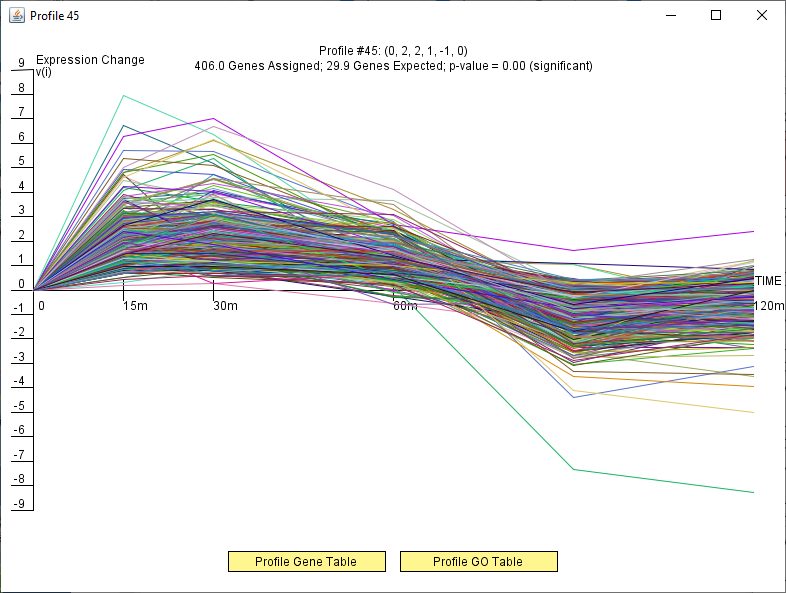 Profile 45
Profile #45: (0, 2, 2, 1, -1, 0)
406.0 Genes Assigned; 29.9 Genes Expected; p-value = 0.00 (significant)
Expression Change
v(i)
9
8
7
6
5
4
3
2
1
0
-1
-2
-3
-4
-5
-6
-7
-8
-9
TIME
0 15m 30m 60m 120m
Profile Gene Table
Profile GO Table